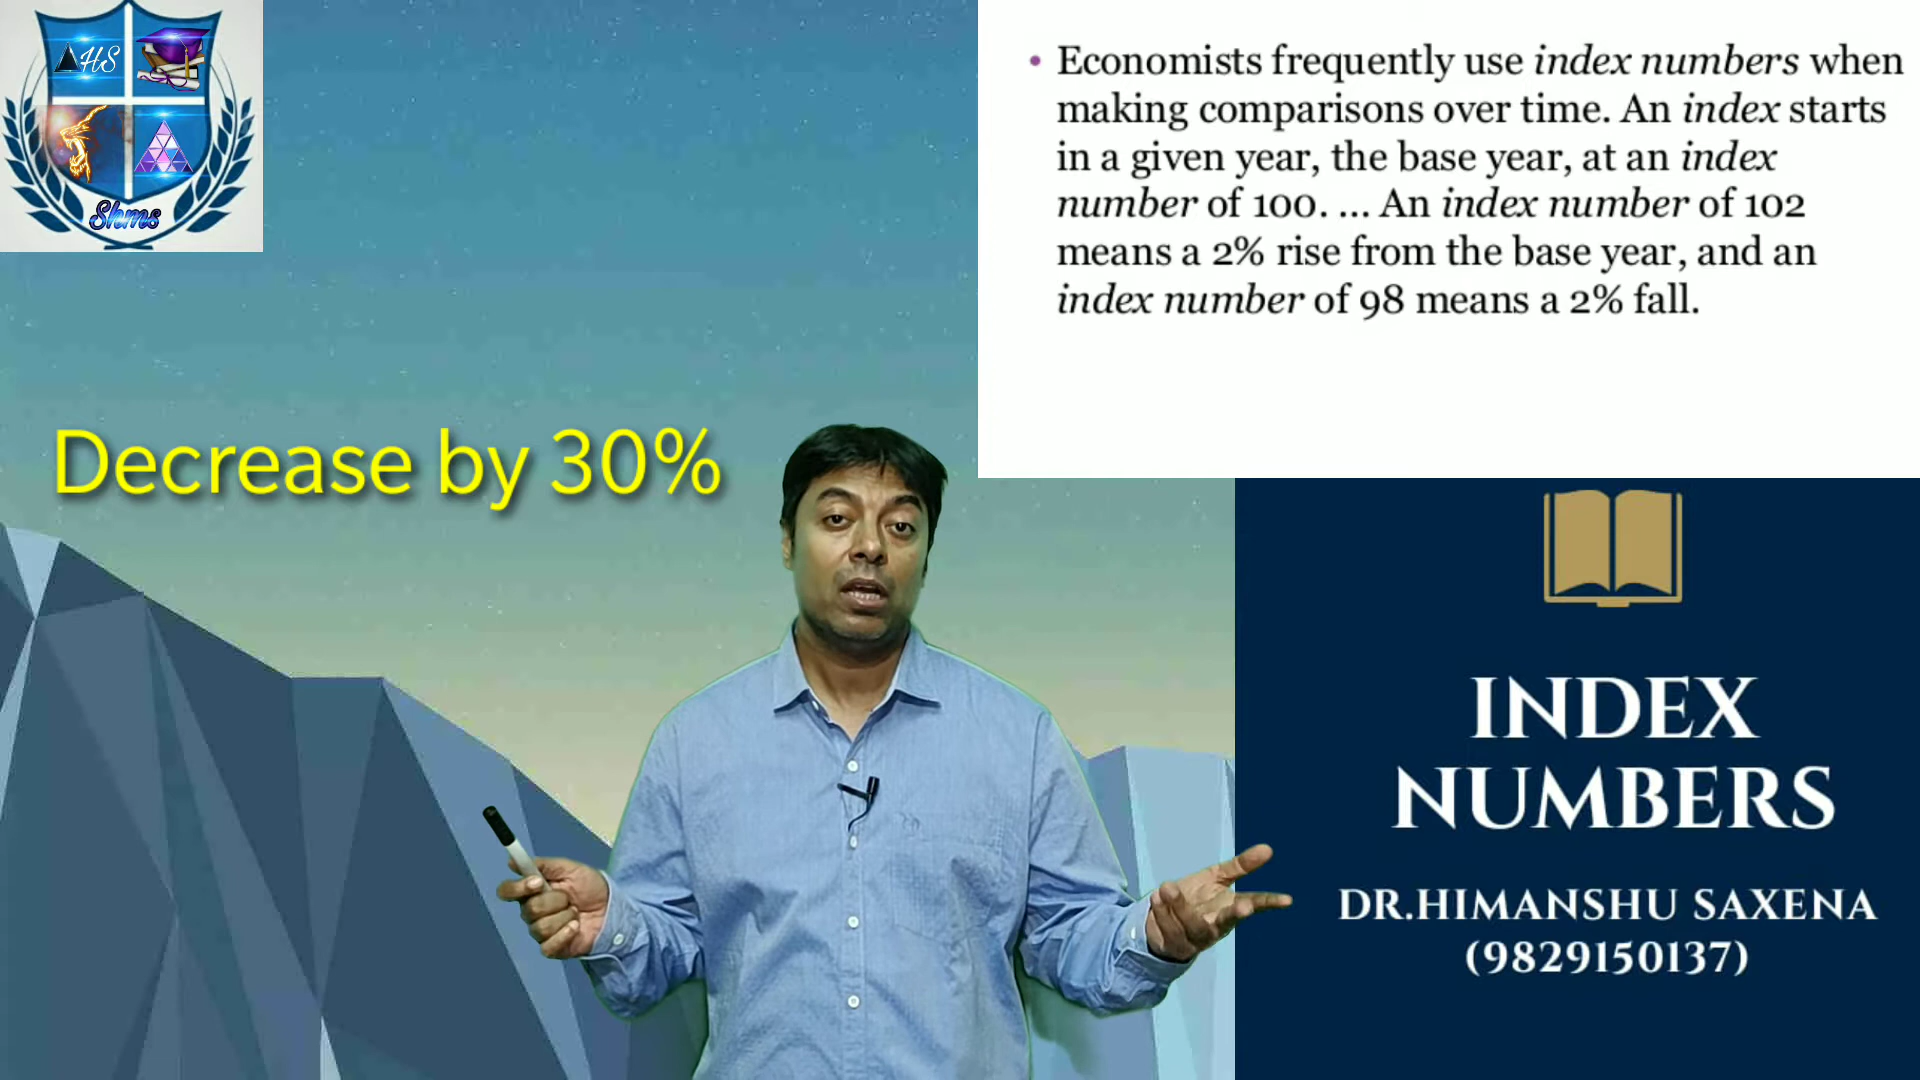 AHS
Shms
• Economists frequently use index numbers when
making comparisons over time. An index starts
in a given year, the base year, at an index
number of 100. ... An index number of 102
means a 2% rise from the base year, and an
index number of 98 means a 2% fall.
Decrease by 30%
INDEX
NUMBERS
DR.HIMANSHU SAXENA
(9829150137)